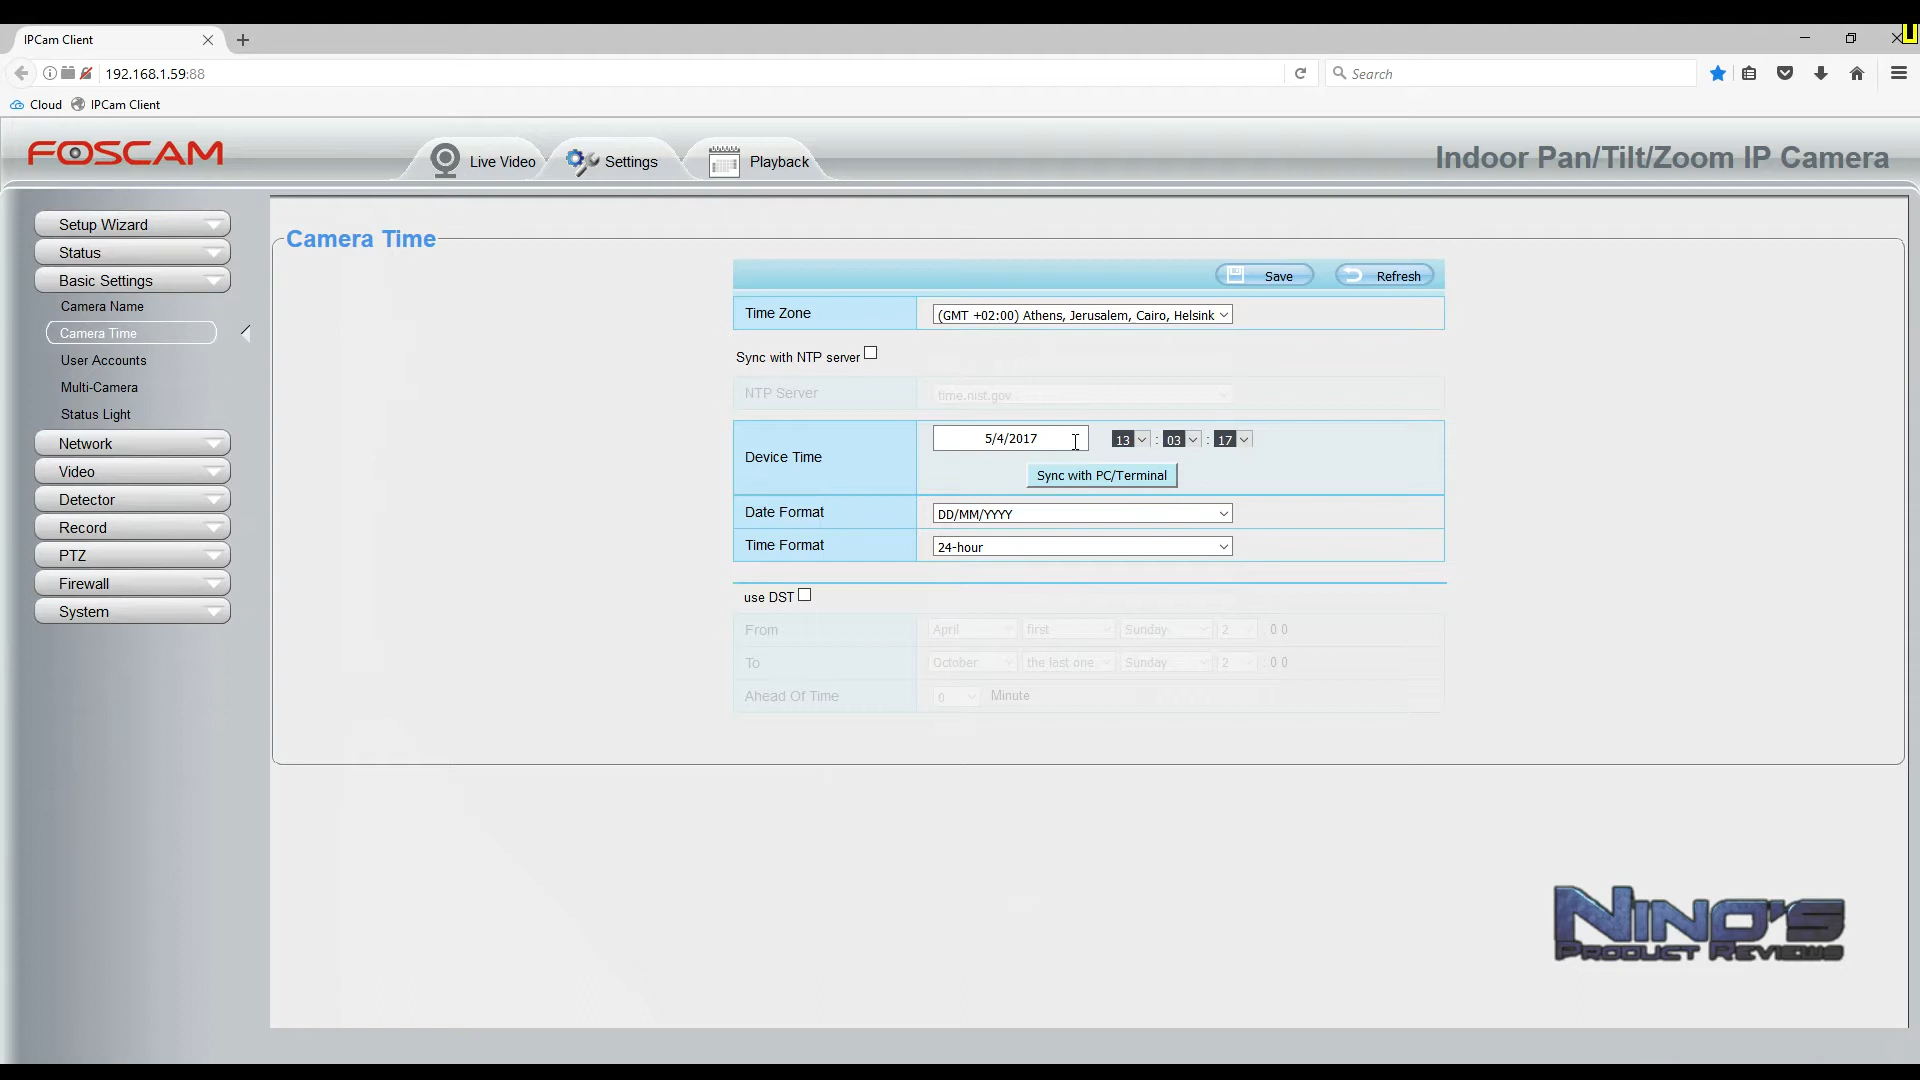 IPCam Client
192.168.1.59:88
Search
Cloud IPCam Client
FOSCAM
Live Video
Settings
Playback
Indoor Pan/Tilt/Zoom IP Camera
Setup Wizard
Status
Basic Settings
Camera Name
Camera Time
User Accounts
Multi-Camera
Status Light
Network
Video
Detector
Record
PTZ
Firewall
System
Camera Time
Save
Refresh
Time Zone
(GMT +02:00) Athens, Jerusalem, Cairo, Helsink
Sync with NTP server
NTP Server
time.nist.gov
Device Time
5/4/2017
13 : 03 : 17
Sync with PC/Terminal
Date Format
DD/MM/YYYY
Time Format
24-hour
use DST
From
April first Sunday 2 : 0 0
To
October the last one Sunday 2 : 0 0
Ahead Of Time
0 Minute
NINO'S
PRODUCT REVIEWS